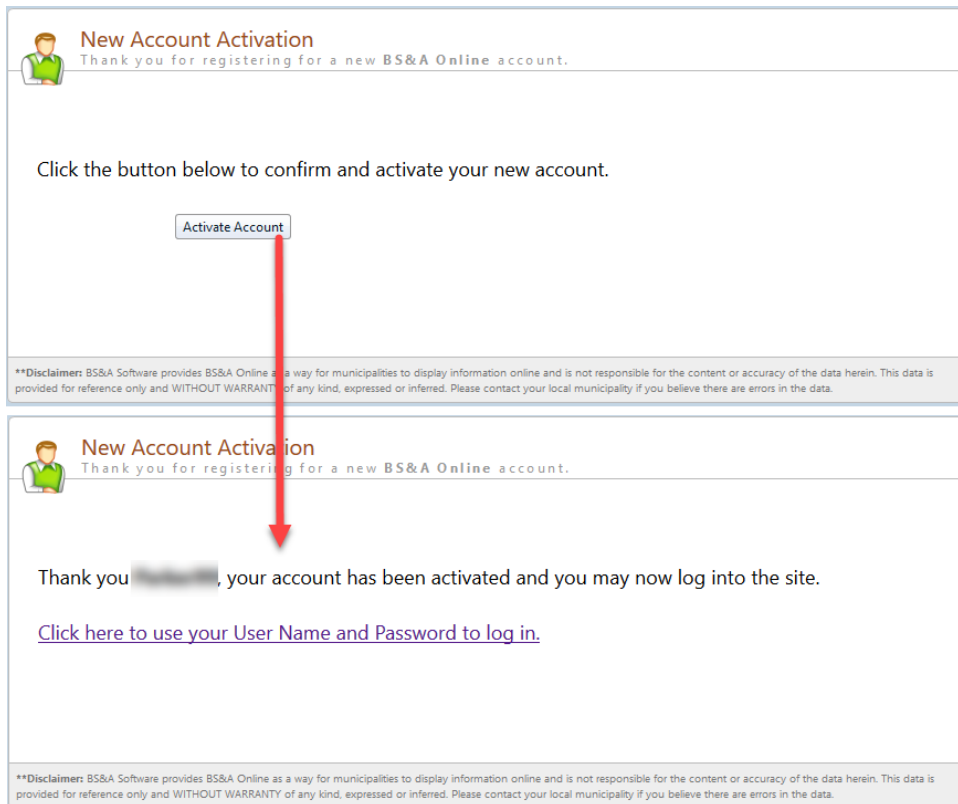 New Account Activation
Thank you for registering for a new BS&A Online account.
Click the button below to confirm and activate your new account.
Activate Account
**Disclaimer: BS&A Software provides BS&A Online as a way for municipalities to display information online and is not responsible for the content or accuracy of the data herein. This data is
provided for reference only and WITHOUT WARRANTY of any kind, expressed or inferred. Please contact your local municipality if you believe there are errors in the data.
New Account Activation
Thank you for registering for a new BS&A Online account.
Thank you , your account has been activated and you may now log into the site.
Click here to use your User Name and Password to log in.
**Disclaimer: BS&A Software provides BS&A Online as a way for municipalities to display information online and is not responsible for the content or accuracy of the data herein. This data is
provided for reference only and WITHOUT WARRANTY of any kind, expressed or inferred. Please contact your local municipality if you believe there are errors in the data.